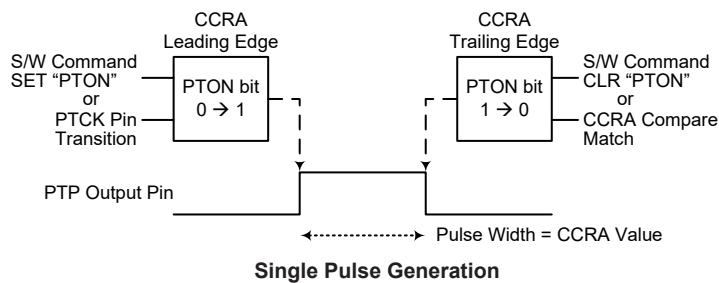 CCRA
Leading Edge
S/W Command
SET “PTON”
or
PTCK Pin
Transition
PTON bit
0 → 1
CCRA
Trailing Edge
PTON bit
1 → 0
S/W Command
CLR “PTON”
or
CCRA Compare
Match
PTP Output Pin
Pulse Width = CCRA Value
Single Pulse Generation